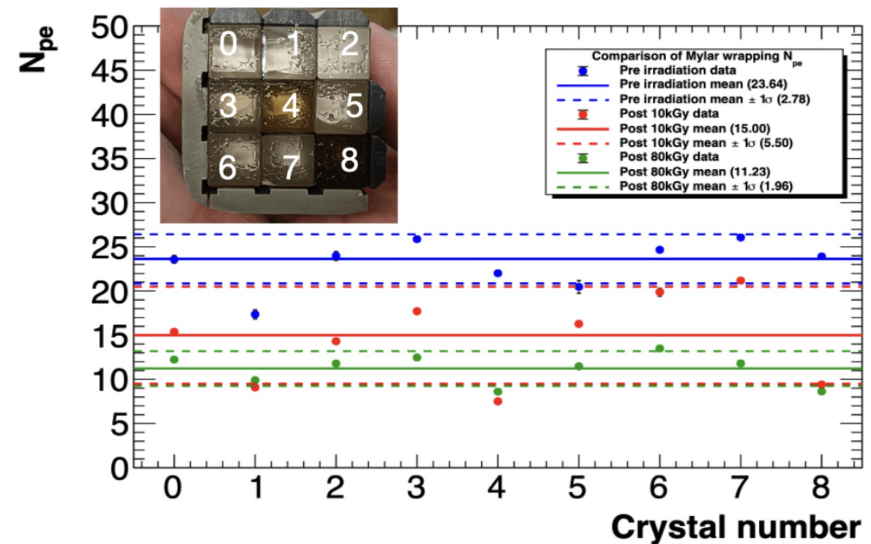 N_pe
50
45
40
35
30
25
20
15
10
5
0
0 1 2
3 4 5
6 7 8
Comparison of Mylar wrapping N_pe
Pre irradiation data
Pre irradiation mean (23.64)
Pre irradiation mean ± 1σ (2.78)
Post 10kGy data
Post 10kGy mean (15.00)
Post 10kGy mean ± 1σ (5.50)
Post 80kGy data
Post 80kGy mean (11.23)
Post 80kGy mean ± 1σ (1.96)
0 1 2 3 4 5 6 7 8
Crystal number